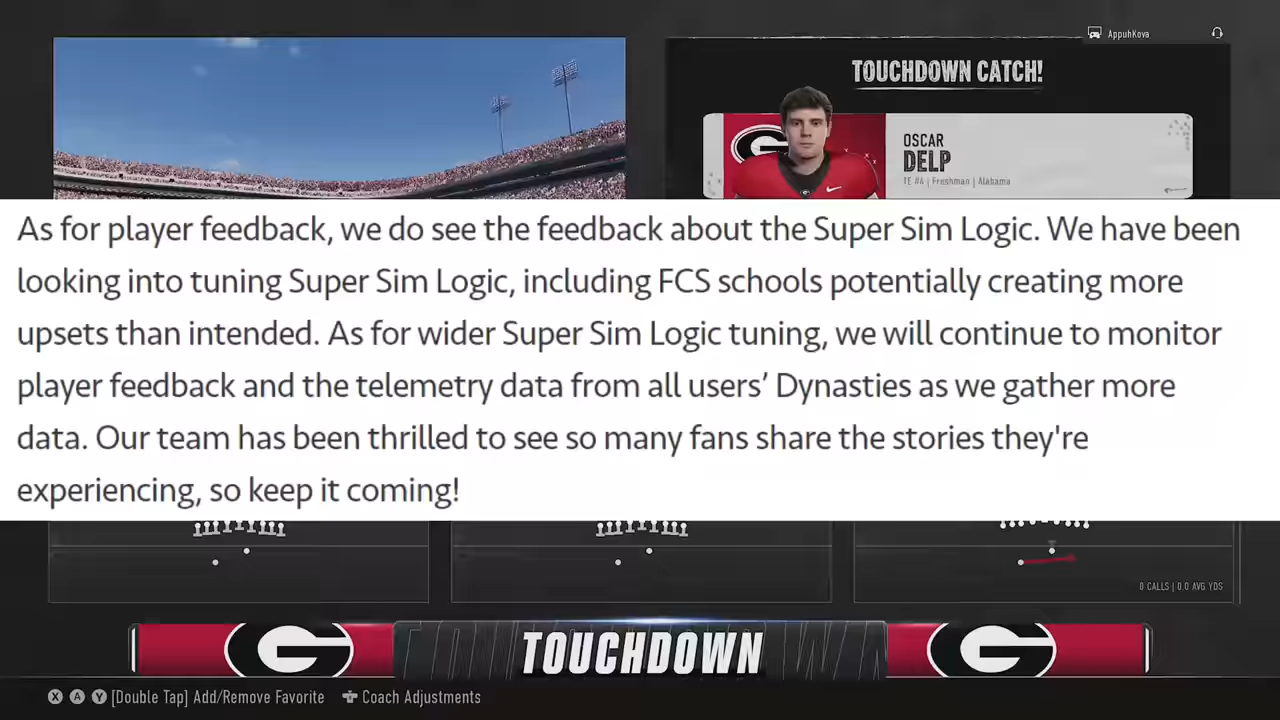 AppuhKova
TOUCHDOWN CATCH!
OSCAR
DELP
TE #4 | Freshman | Alabama
As for player feedback, we do see the feedback about the Super Sim Logic. We have been
looking into tuning Super Sim Logic, including FCS schools potentially creating more
upsets than intended. As for wider Super Sim Logic tuning, we will continue to monitor
player feedback and the telemetry data from all users’ Dynasties as we gather more
data. Our team has been thrilled to see so many fans share the stories they're
experiencing, so keep it coming!
0 CALLS | 0.0 AVG YDS
G TOUCHDOWN G
X A Y [Double Tap] Add/Remove Favorite Coach Adjustments